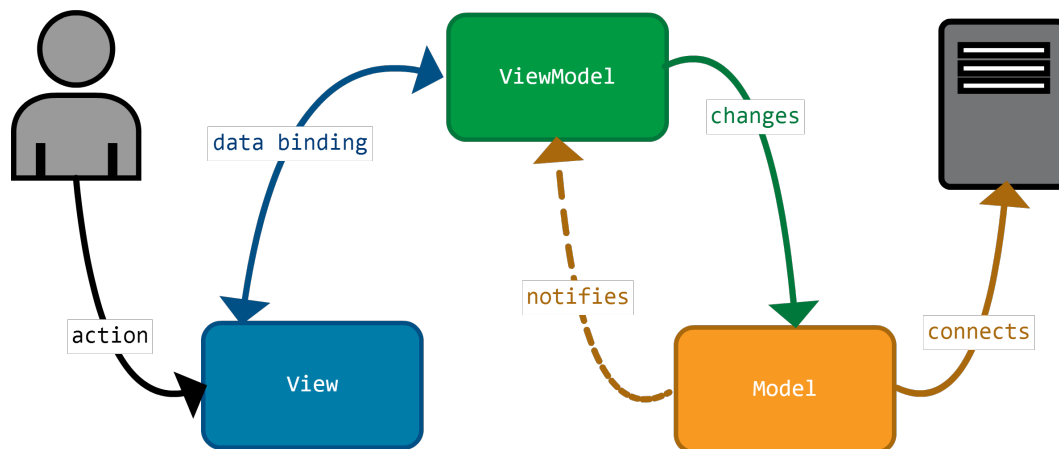 ViewModel
changes
data binding
notifies
action
connects
View
Model